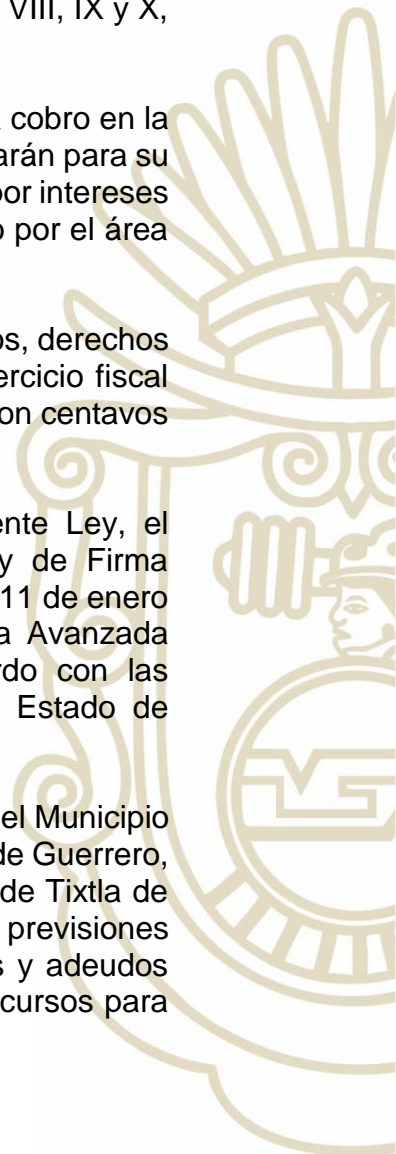 VIII, IX y X,
cobro en la
arán para su
por intereses
o por el área
os, derechos
ercicio fiscal
on centavos
ente Ley, el
y de Firma
11 de enero
a Avanzada
rdo con las
Estado de
el Municipio
de Guerrero,
de Tixtla de
previsiones
s y adeudos
cursos para